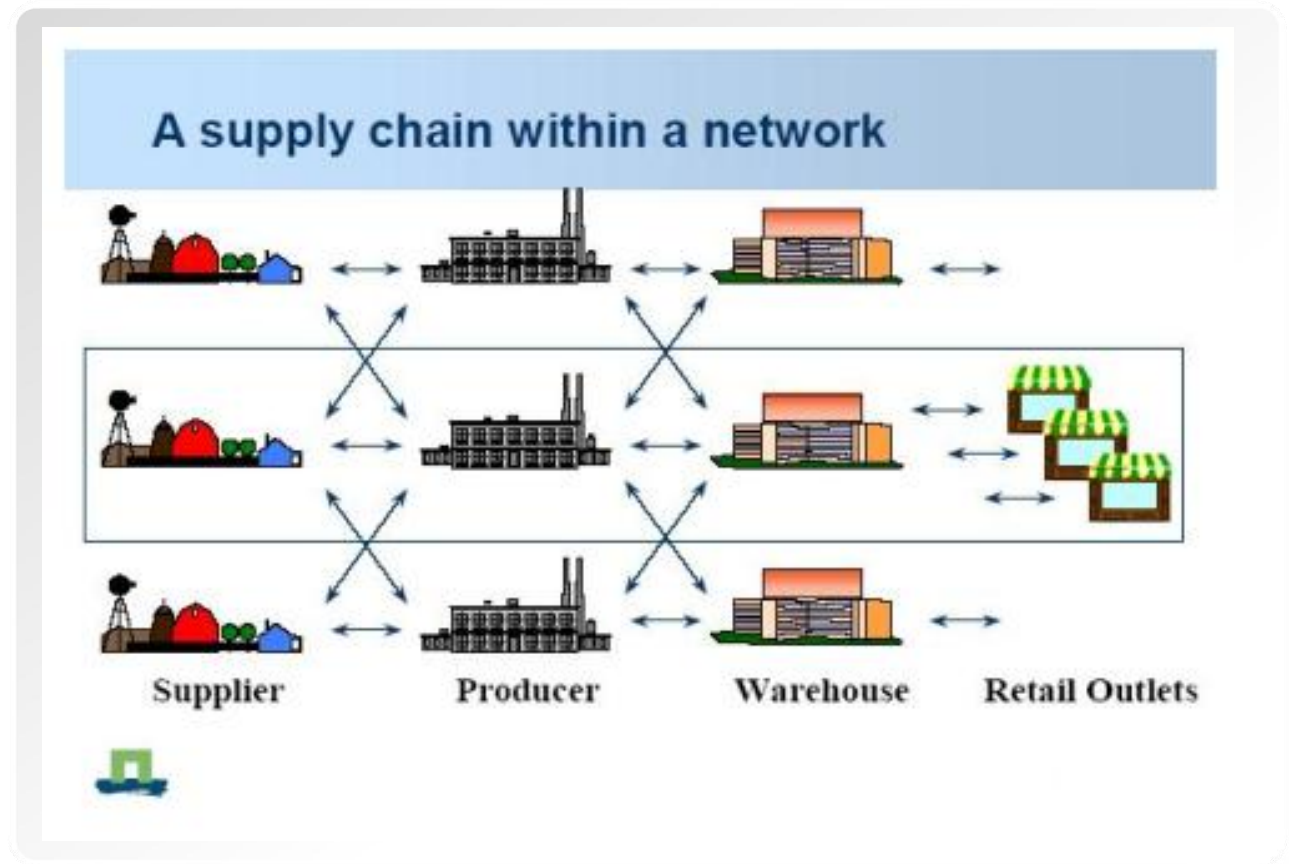 A supply chain within a network
Supplier
Producer
Warehouse
Retail Outlets